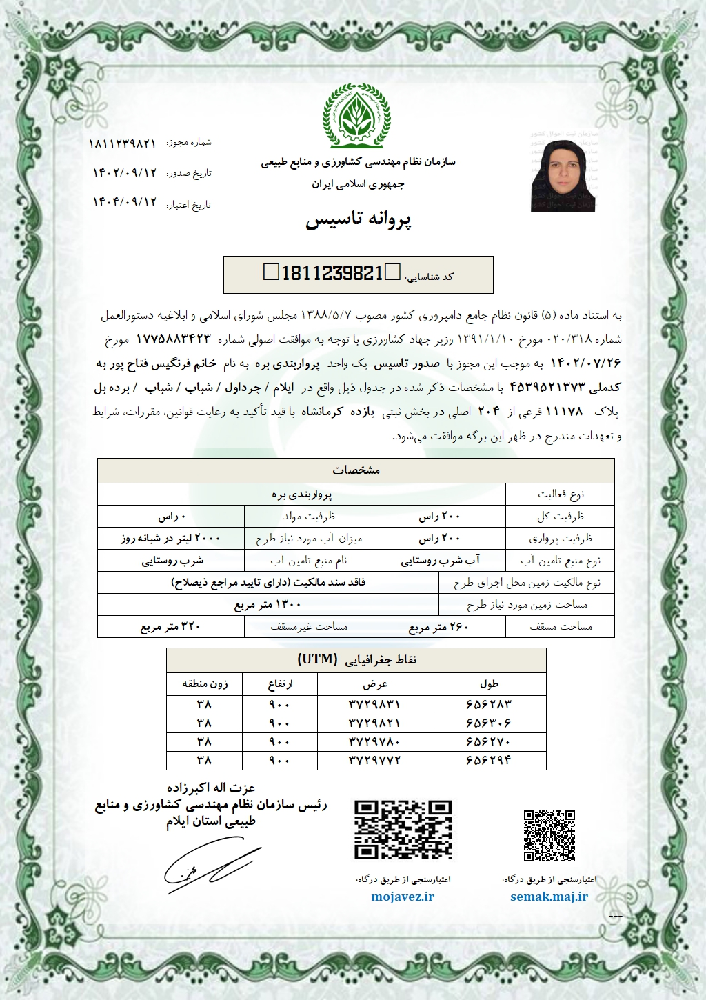 سازمان نظام مهندسی کشاورزی و منابع طبیعی
جمهوری اسلامی ایران
پروانه تاسیس
شماره مجوز: ۱۸۱۱۲۳۹۸۲۱
تاریخ صدور: ۱۴۰۲/۰۹/۱۲
تاریخ اعتبار: ۱۴۰۴/۰۹/۱۲
سازمان ثبت احوال کشور
کد شناسایی: 1811239821
به استناد ماده (۵) قانون نظام جامع دامپروری کشور مصوب ۱۳۸۸/۵/۷ مجلس شورای اسلامی و ابلاغیه دستورالعمل
شماره ۰۲۰/۳۱۸ مورخ ۱۳۹۱/۱/۱۰ وزیر جهاد کشاورزی با توجه به موافقت اصولی شماره ۱۷۷۵۸۸۳۴۲۳ مورخ
۱۴۰۲/۰۷/۲۶ به موجب این مجوز با صدور تاسیس یک واحد پرواربندی بره به نام خانم فرنگیس فتاح پور به
کدملی ۴۵۳۹۵۲۱۳۷۳ با مشخصات ذکر شده در جدول ذیل واقع در ایلام / چرداول / شباب / شباب / برده بل
پلاک ۱۱۱۷۸ فرعی از ۲۰۴ اصلی در بخش ثبتی یازده کرمانشاه با قید تأکید به رعایت قوانین، مقررات، شرایط
و تعهدات مندرج در ظهر این برگه موافقت می‌شود.
مشخصات
نوع فعالیت پرواربندی بره
ظرفیت کل ۲۰۰ راس ظرفیت مولد ۰ راس
ظرفیت پرواری ۲۰۰ راس میزان آب مورد نیاز طرح ۲۰۰۰ لیتر در شبانه روز
نوع منبع تامین آب آب شرب روستایی نام منبع تامین آب شرب روستایی
نوع مالکیت زمین محل اجرای طرح فاقد سند مالکیت (دارای تایید مراجع ذیصلاح)
مساحت زمین مورد نیاز طرح ۱۳۰۰ متر مربع
مساحت مسقف ۲۶۰ متر مربع مساحت غیرمسقف ۳۲۰ متر مربع
نقاط جغرافیایی (UTM)
طول عرض ارتفاع زون منطقه
۶۵۶۲۸۳ ۳۷۲۹۸۳۱ ۹۰۰ ۳۸
۶۵۶۳۰۶ ۳۷۲۹۸۲۱ ۹۰۰ ۳۸
۶۵۶۲۷۰ ۳۷۲۹۷۸۰ ۹۰۰ ۳۸
۶۵۶۲۹۴ ۳۷۲۹۷۷۲ ۹۰۰ ۳۸
عزت اله اکبرزاده
رئیس سازمان نظام مهندسی کشاورزی و منابع
طبیعی استان ایلام
اعتبارسنجی از طریق درگاه:
semak.maj.ir
اعتبارسنجی از طریق درگاه:
mojavez.ir
---